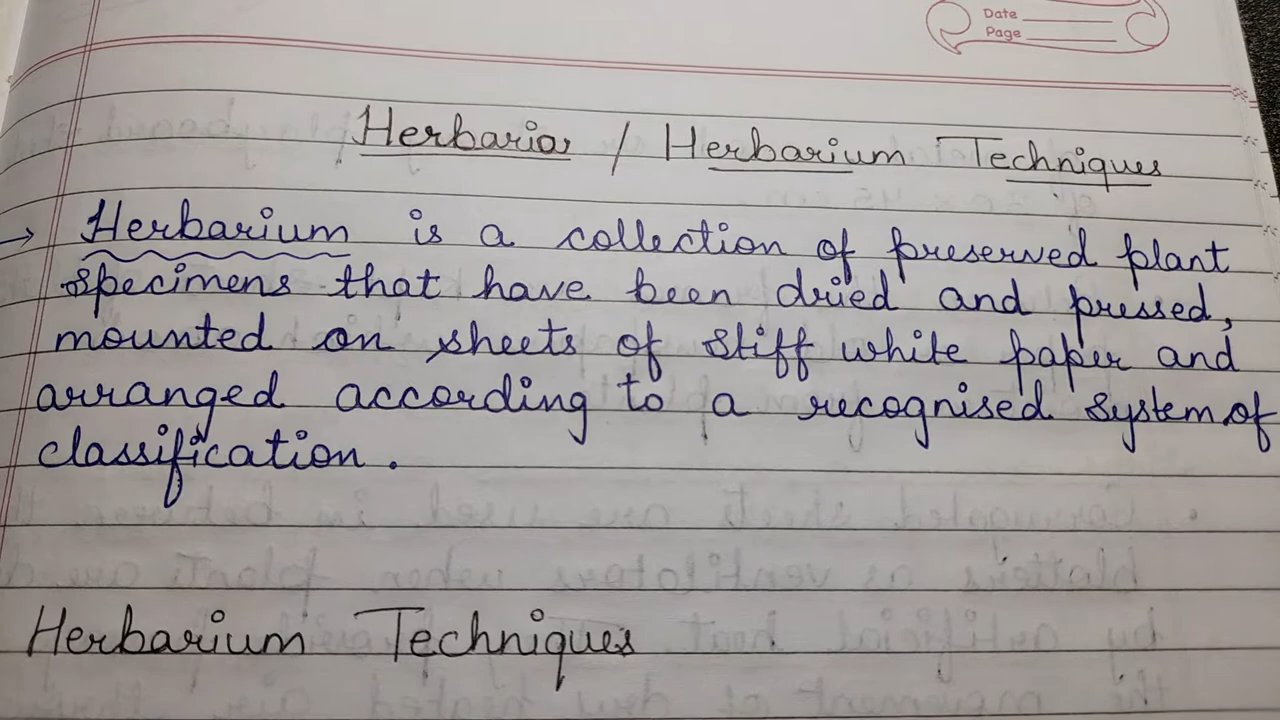 Date
Page
Herbaria / Herbarium Techniques
→ Herbarium is a collection of preserved plant
specimens that have been dried and pressed,
mounted on sheets of stiff white paper and
arranged according to a recognised system of
classification.
Herbarium Techniques